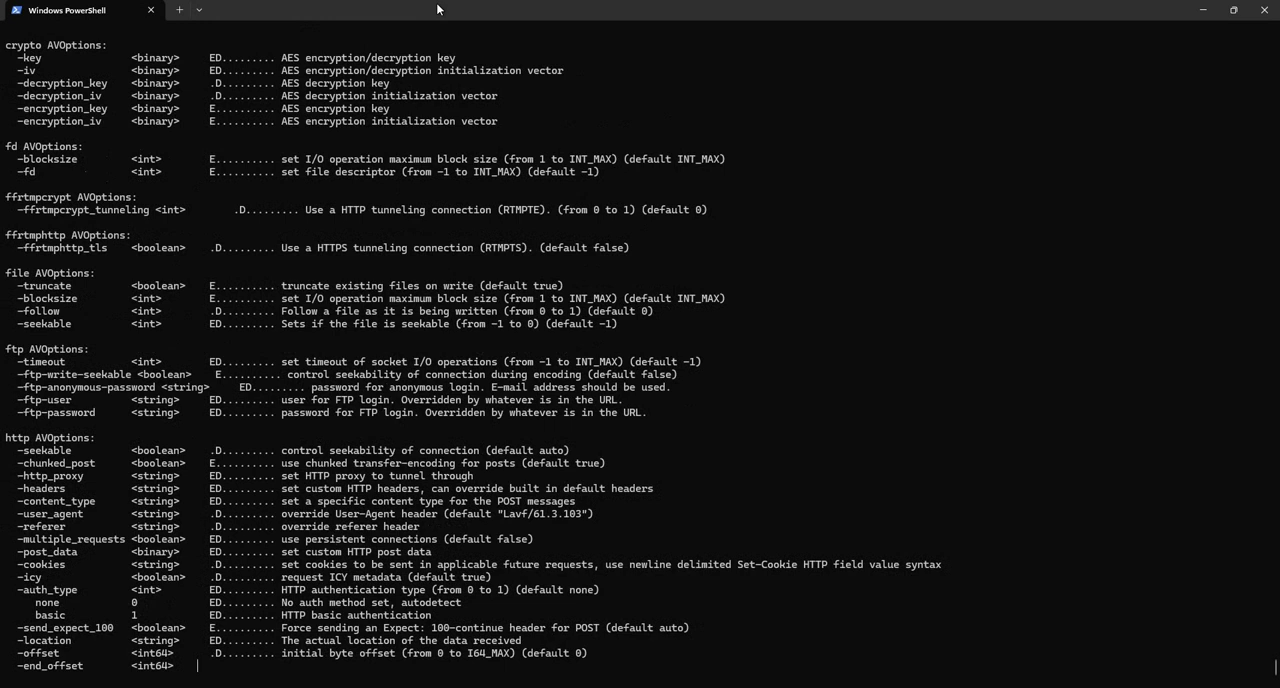 Windows PowerShell
crypto AVOptions:
-key <binary> ED......... AES encryption/decryption key
-iv <binary> ED......... AES encryption/decryption initialization vector
-decryption_key <binary> .D......... AES decryption key
-decryption_iv <binary> .D......... AES decryption initialization vector
-encryption_key <binary> E.......... AES encryption key
-encryption_iv <binary> E.......... AES encryption initialization vector
fd AVOptions:
-blocksize <int> E.......... set I/O operation maximum block size (from 1 to INT_MAX) (default INT_MAX)
-fd <int> E.......... set file descriptor (from -1 to INT_MAX) (default -1)
ffrtmpcrypt AVOptions:
-ffrtmpcrypt_tunneling <int> .D......... Use a HTTP tunneling connection (RTMPTE). (from 0 to 1) (default 0)
ffrtmphttp AVOptions:
-ffrtmphttp_tls <boolean> .D......... Use a HTTPS tunneling connection (RTMPTS). (default false)
file AVOptions:
-truncate <boolean> E.......... truncate existing files on write (default true)
-blocksize <int> E.......... set I/O operation maximum block size (from 1 to INT_MAX) (default INT_MAX)
-follow <int> .D......... Follow a file as it is being written (from 0 to 1) (default 0)
-seekable <int> ED......... Sets if the file is seekable (from -1 to 0) (default -1)
ftp AVOptions:
-timeout <int> ED......... set timeout of socket I/O operations (from -1 to INT_MAX) (default -1)
-ftp-write-seekable <boolean> E.......... control seekability of connection during encoding (default false)
-ftp-anonymous-password <string> ED......... password for anonymous login. E-mail address should be used.
-ftp-user <string> ED......... user for FTP login. Overridden by whatever is in the URL.
-ftp-password <string> ED......... password for FTP login. Overridden by whatever is in the URL.
http AVOptions:
-seekable <boolean> .D......... control seekability of connection (default auto)
-chunked_post <boolean> E.......... use chunked transfer-encoding for posts (default true)
-http_proxy <string> ED......... set HTTP proxy to tunnel through
-headers <string> ED......... set custom HTTP headers, can override built in default headers
-content_type <string> ED......... set a specific content type for the POST messages
-user_agent <string> .D......... override User-Agent header (default "Lavf/61.3.103")
-referer <string> .D......... override referer header
-multiple_requests <boolean> ED......... use persistent connections (default false)
-post_data <binary> ED......... set custom HTTP post data
-cookies <string> .D......... set cookies to be sent in applicable future requests, use newline delimited Set-Cookie HTTP field value syntax
-icy <boolean> .D......... request ICY metadata (default true)
-auth_type <int> ED......... HTTP authentication type (from 0 to 1) (default none)
none 0 ED......... No auth method set, autodetect
basic 1 ED......... HTTP basic authentication
-send_expect_100 <boolean> E.......... Force sending an Expect: 100-continue header for POST (default auto)
-location <string> ED......... The actual location of the data received
-offset <int64> .D......... initial byte offset (from 0 to I64_MAX) (default 0)
-end_offset <int64>